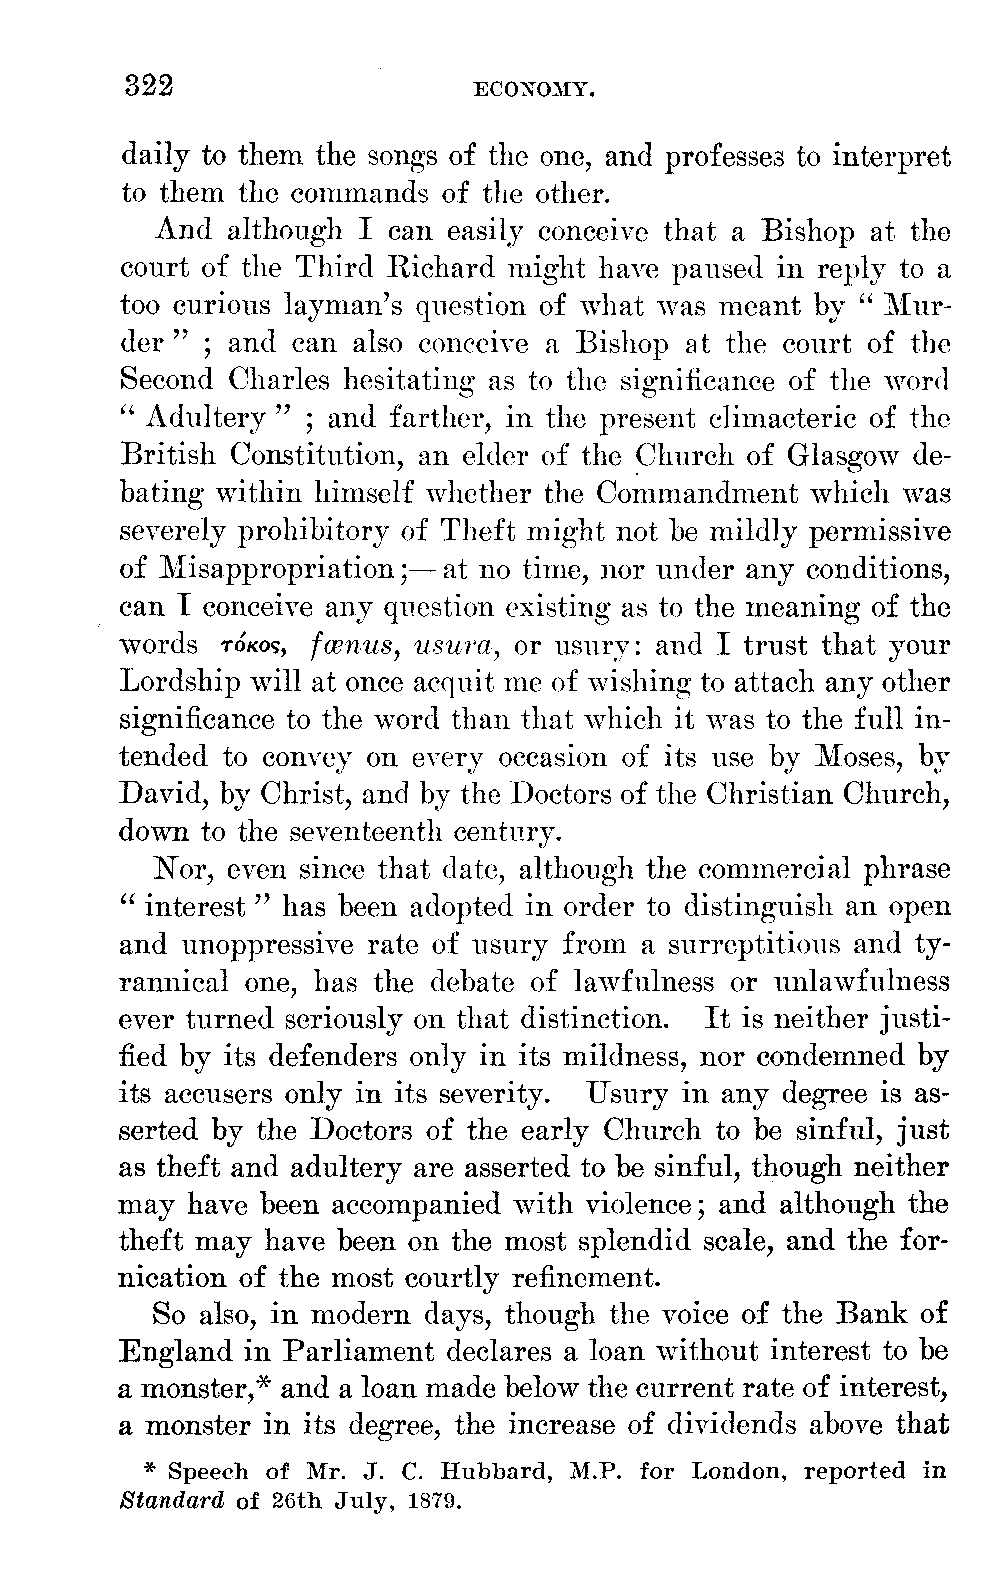 322 ECONOMY.
daily to them the songs of the one, and professes to interpret
to them the commands of the other.
And although I can easily conceive that a Bishop at the
court of the Third Richard might have paused in reply to a
too curious layman's question of what was meant by “ Mur-
der ” ; and can also conceive a Bishop at the court of the
Second Charles hesitating as to the significance of the word
“ Adultery ” ; and farther, in the present climacteric of the
British Constitution, an elder of the Church of Glasgow de-
bating within himself whether the Commandment which was
severely prohibitory of Theft might not be mildly permissive
of Misappropriation ;— at no time, nor under any conditions,
can I conceive any question existing as to the meaning of the
words τόκος, fœnus, usura, or usury: and I trust that your
Lordship will at once acquit me of wishing to attach any other
significance to the word than that which it was to the full in-
tended to convey on every occasion of its use by Moses, by
David, by Christ, and by the Doctors of the Christian Church,
down to the seventeenth century.
Nor, even since that date, although the commercial phrase
“ interest ” has been adopted in order to distinguish an open
and unoppressive rate of usury from a surreptitious and ty-
rannical one, has the debate of lawfulness or unlawfulness
ever turned seriously on that distinction. It is neither justi-
fied by its defenders only in its mildness, nor condemned by
its accusers only in its severity. Usury in any degree is as-
serted by the Doctors of the early Church to be sinful, just
as theft and adultery are asserted to be sinful, though neither
may have been accompanied with violence; and although the
theft may have been on the most splendid scale, and the for-
nication of the most courtly refinement.
So also, in modern days, though the voice of the Bank of
England in Parliament declares a loan without interest to be
a monster,* and a loan made below the current rate of interest,
a monster in its degree, the increase of dividends above that
* Speech of Mr. J. C. Hubbard, M.P. for London, reported in
Standard of 26th July, 1879.